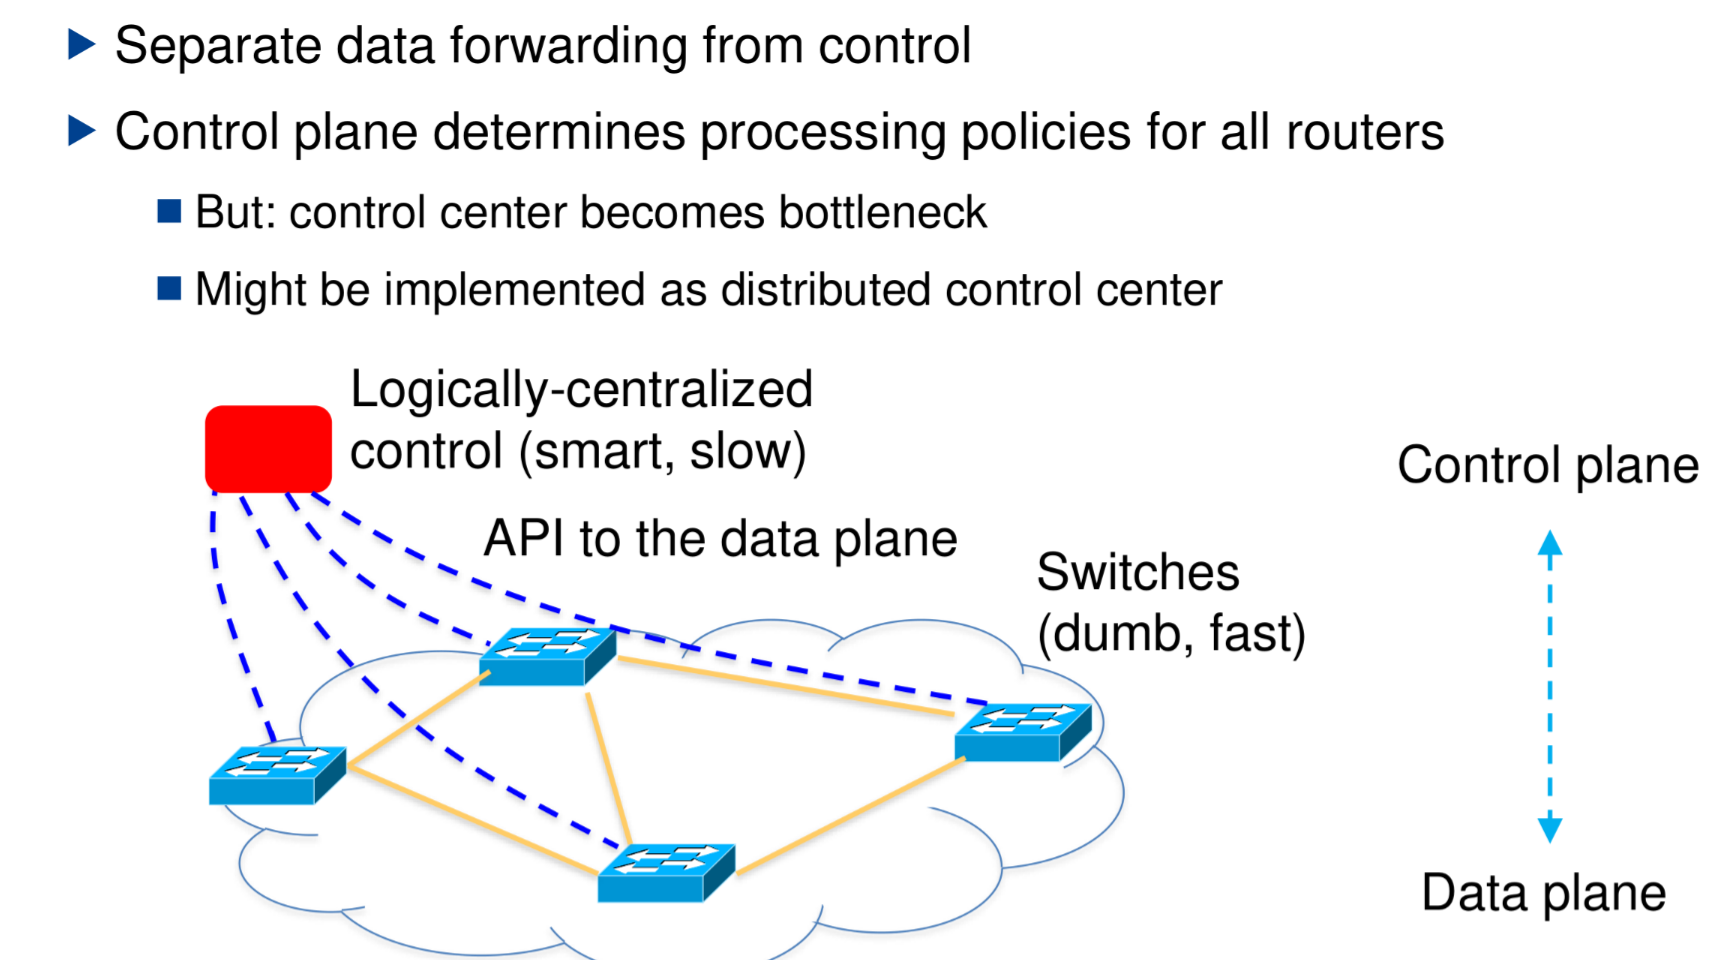 Separate data forwarding from control
Control plane determines processing policies for all routers
But: control center becomes bottleneck
Might be implemented as distributed control center
Logically-centralized
control (smart, slow)
Control plane
API to the data plane
Switches
(dumb, fast)
Data plane